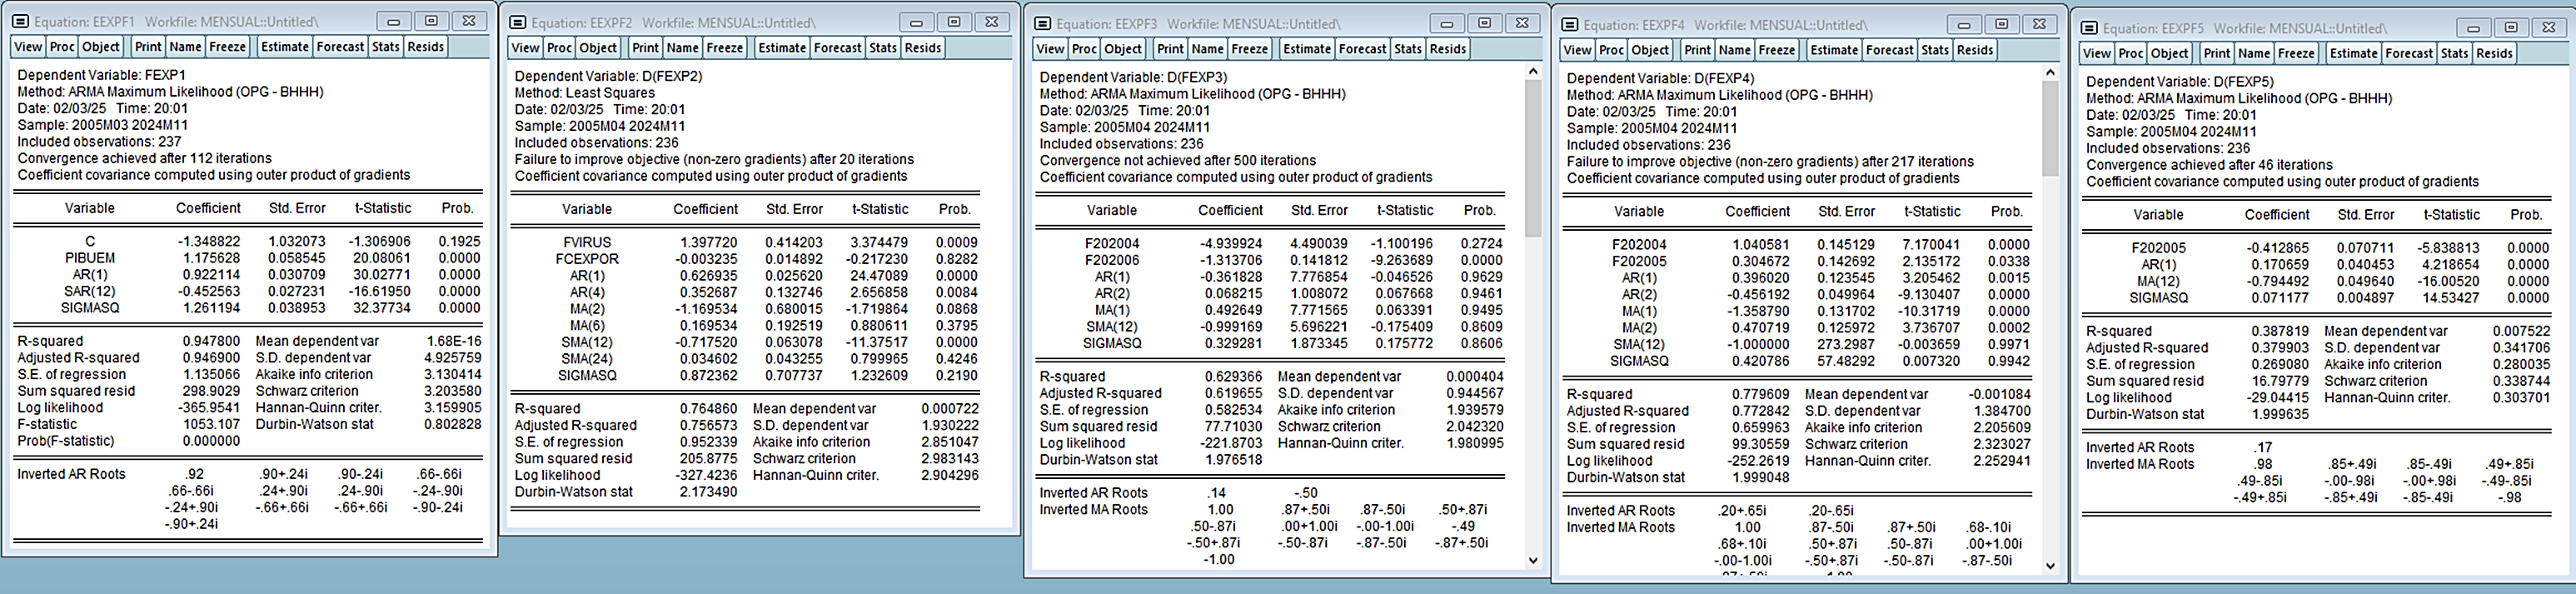 Equation: EEXPF1 Workfile: MENSUAL::Untitled\
View Proc Object Print Name Freeze Estimate Forecast Stats Resids
Dependent Variable: FEXP1
Method: ARMA Maximum Likelihood (OPG - BHHH)
Date: 02/03/25 Time: 20:01
Sample: 2005M03 2024M11
Included observations: 237
Convergence achieved after 112 iterations
Coefficient covariance computed using outer product of gradients
Variable Coefficient Std. Error t-Statistic Prob.
C -1.348822 1.032073 -1.306906 0.1925
PIBUEM 1.175628 0.058545 20.08061 0.0000
AR(1) 0.922114 0.030709 30.02771 0.0000
SAR(12) -0.452563 0.027231 -16.61950 0.0000
SIGMASQ 1.261194 0.038953 32.37734 0.0000
R-squared 0.947800 Mean dependent var 1.68E-16
Adjusted R-squared 0.946900 S.D. dependent var 4.925759
S.E. of regression 1.135066 Akaike info criterion 3.130414
Sum squared resid 298.9029 Schwarz criterion 3.203580
Log likelihood -365.9541 Hannan-Quinn criter. 3.159905
F-statistic 1053.107 Durbin-Watson stat 0.802828
Prob(F-statistic) 0.000000
Inverted AR Roots .92 .90+.24i .90-.24i .66-.66i
.66-.66i .24+.90i .24-.90i -.24-.90i
-.24+.90i -.66+.66i -.66+.66i -.90-.24i
-.90+.24i
Equation: EEXPF2 Workfile: MENSUAL::Untitled\
View Proc Object Print Name Freeze Estimate Forecast Stats Resids
Dependent Variable: D(FEXP2)
Method: Least Squares
Date: 02/03/25 Time: 20:01
Sample: 2005M04 2024M11
Included observations: 236
Failure to improve objective (non-zero gradients) after 20 iterations
Coefficient covariance computed using outer product of gradients
Variable Coefficient Std. Error t-Statistic Prob.
FVIRUS 1.397720 0.414203 3.374479 0.0009
FCEXPOR -0.003235 0.014892 -0.217230 0.8282
AR(1) 0.626935 0.025620 24.47089 0.0000
AR(4) 0.352687 0.132746 2.656858 0.0084
MA(2) -1.169534 0.680015 -1.719864 0.0868
MA(6) 0.169534 0.192519 0.880611 0.3795
SMA(12) -0.717520 0.063078 -11.37517 0.0000
SMA(24) 0.034602 0.043255 0.799965 0.4246
SIGMASQ 0.872362 0.707737 1.232609 0.2190
R-squared 0.764860 Mean dependent var 0.000722
Adjusted R-squared 0.756573 S.D. dependent var 1.930222
S.E. of regression 0.952339 Akaike info criterion 2.851047
Sum squared resid 205.8775 Schwarz criterion 2.983143
Log likelihood -327.4236 Hannan-Quinn criter. 2.904296
Durbin-Watson stat 2.173490
Equation: EEXPF3 Workfile: MENSUAL::Untitled\
View Proc Object Print Name Freeze Estimate Forecast Stats Resids
Dependent Variable: D(FEXP3)
Method: ARMA Maximum Likelihood (OPG - BHHH)
Date: 02/03/25 Time: 20:01
Sample: 2005M04 2024M11
Included observations: 236
Convergence not achieved after 500 iterations
Coefficient covariance computed using outer product of gradients
Variable Coefficient Std. Error t-Statistic Prob.
F202004 -4.939924 4.490039 -1.100196 0.2724
F202006 -1.313706 0.141812 -9.263689 0.0000
AR(1) -0.361828 7.776854 -0.046526 0.9629
AR(2) 0.068215 1.008072 0.067668 0.9461
MA(1) 0.492649 7.771565 0.063391 0.9495
SMA(12) -0.999169 5.696221 -0.175409 0.8609
SIGMASQ 0.329281 1.873345 0.175772 0.8606
R-squared 0.629366 Mean dependent var 0.000404
Adjusted R-squared 0.619655 S.D. dependent var 0.944567
S.E. of regression 0.582534 Akaike info criterion 1.939579
Sum squared resid 77.71030 Schwarz criterion 2.042320
Log likelihood -221.8703 Hannan-Quinn criter. 1.980995
Durbin-Watson stat 1.976518
Inverted AR Roots .14 -.50
Inverted MA Roots 1.00 .87+.50i .87-.50i .50+.87i
.50-.87i .00+1.00i -.00-1.00i -.49
-.50+.87i -.50-.87i -.87-.50i -.87+.50i
-1.00
Equation: EEXPF4 Workfile: MENSUAL::Untitled\
View Proc Object Print Name Freeze Estimate Forecast Stats Resids
Dependent Variable: D(FEXP4)
Method: ARMA Maximum Likelihood (OPG - BHHH)
Date: 02/03/25 Time: 20:01
Sample: 2005M04 2024M11
Included observations: 236
Failure to improve objective (non-zero gradients) after 217 iterations
Coefficient covariance computed using outer product of gradients
Variable Coefficient Std. Error t-Statistic Prob.
F202004 1.040581 0.145129 7.170041 0.0000
F202005 0.304672 0.142692 2.135172 0.0338
AR(1) 0.396020 0.123545 3.205462 0.0015
AR(2) -0.456192 0.049964 -9.130407 0.0000
MA(1) -1.358790 0.131702 -10.31719 0.0000
MA(2) 0.470719 0.125972 3.736707 0.0002
SMA(12) -1.000000 273.2987 -0.003659 0.9971
SIGMASQ 0.420786 57.48292 0.007320 0.9942
R-squared 0.779609 Mean dependent var -0.001084
Adjusted R-squared 0.772842 S.D. dependent var 1.384700
S.E. of regression 0.659963 Akaike info criterion 2.205609
Sum squared resid 99.30559 Schwarz criterion 2.323027
Log likelihood -252.2619 Hannan-Quinn criter. 2.252941
Durbin-Watson stat 1.999048
Inverted AR Roots .20+.65i .20-.65i
Inverted MA Roots 1.00 .87-.50i .87+.50i .68-.10i
.68+.10i .50+.87i .50-.87i .00+1.00i
-.00-1.00i -.50+.87i -.50-.87i -.87-.50i
Equation: EEXPF5 Workfile: MENSUAL::Untitled\
View Proc Object Print Name Freeze Estimate Forecast Stats Resids
Dependent Variable: D(FEXP5)
Method: ARMA Maximum Likelihood (OPG - BHHH)
Date: 02/03/25 Time: 20:01
Sample: 2005M04 2024M11
Included observations: 236
Convergence achieved after 46 iterations
Coefficient covariance computed using outer product of gradients
Variable Coefficient Std. Error t-Statistic Prob.
F202005 -0.412865 0.070711 -5.838813 0.0000
AR(1) 0.170659 0.040453 4.218654 0.0000
MA(12) -0.794492 0.049640 -16.00520 0.0000
SIGMASQ 0.071177 0.004897 14.53427 0.0000
R-squared 0.387819 Mean dependent var 0.007522
Adjusted R-squared 0.379903 S.D. dependent var 0.341706
S.E. of regression 0.269080 Akaike info criterion 0.280035
Sum squared resid 16.79779 Schwarz criterion 0.338744
Log likelihood -29.04415 Hannan-Quinn criter. 0.303701
Durbin-Watson stat 1.999635
Inverted AR Roots .17
Inverted MA Roots .98 .85+.49i .85-.49i .49+.85i
.49-.85i -.00-.98i -.00+.98i -.49-.85i
-.49+.85i -.85+.49i -.85-.49i -.98